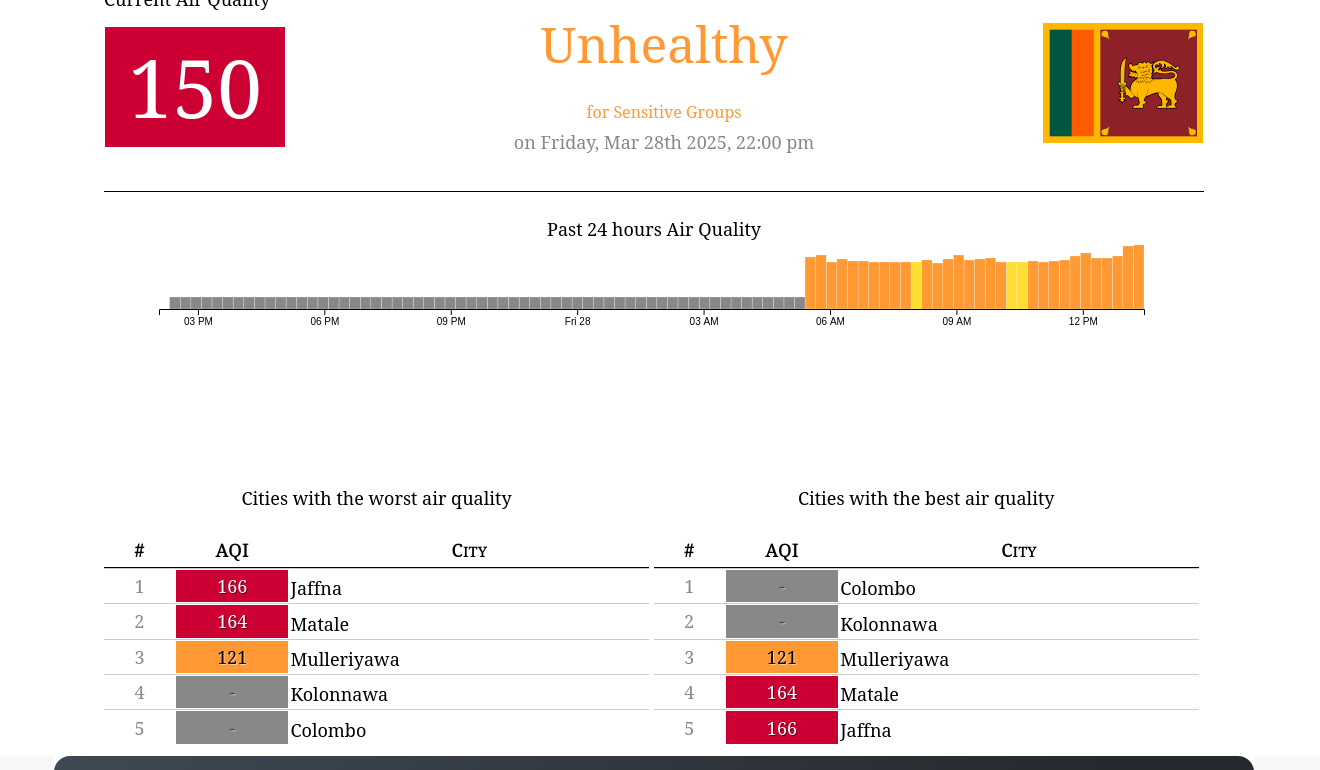 Current Air Quality
150
Unhealthy
for Sensitive Groups
on Friday, Mar 28th 2025, 22:00 pm
Past 24 hours Air Quality
03 PM 06 PM 09 PM Fri 28 03 AM 06 AM 09 AM 12 PM
Cities with the worst air quality
# AQI City
1 166 Jaffna
2 164 Matale
3 121 Mulleriyawa
4 - Kolonnawa
5 - Colombo
Cities with the best air quality
# AQI City
1 - Colombo
2 - Kolonnawa
3 121 Mulleriyawa
4 164 Matale
5 166 Jaffna